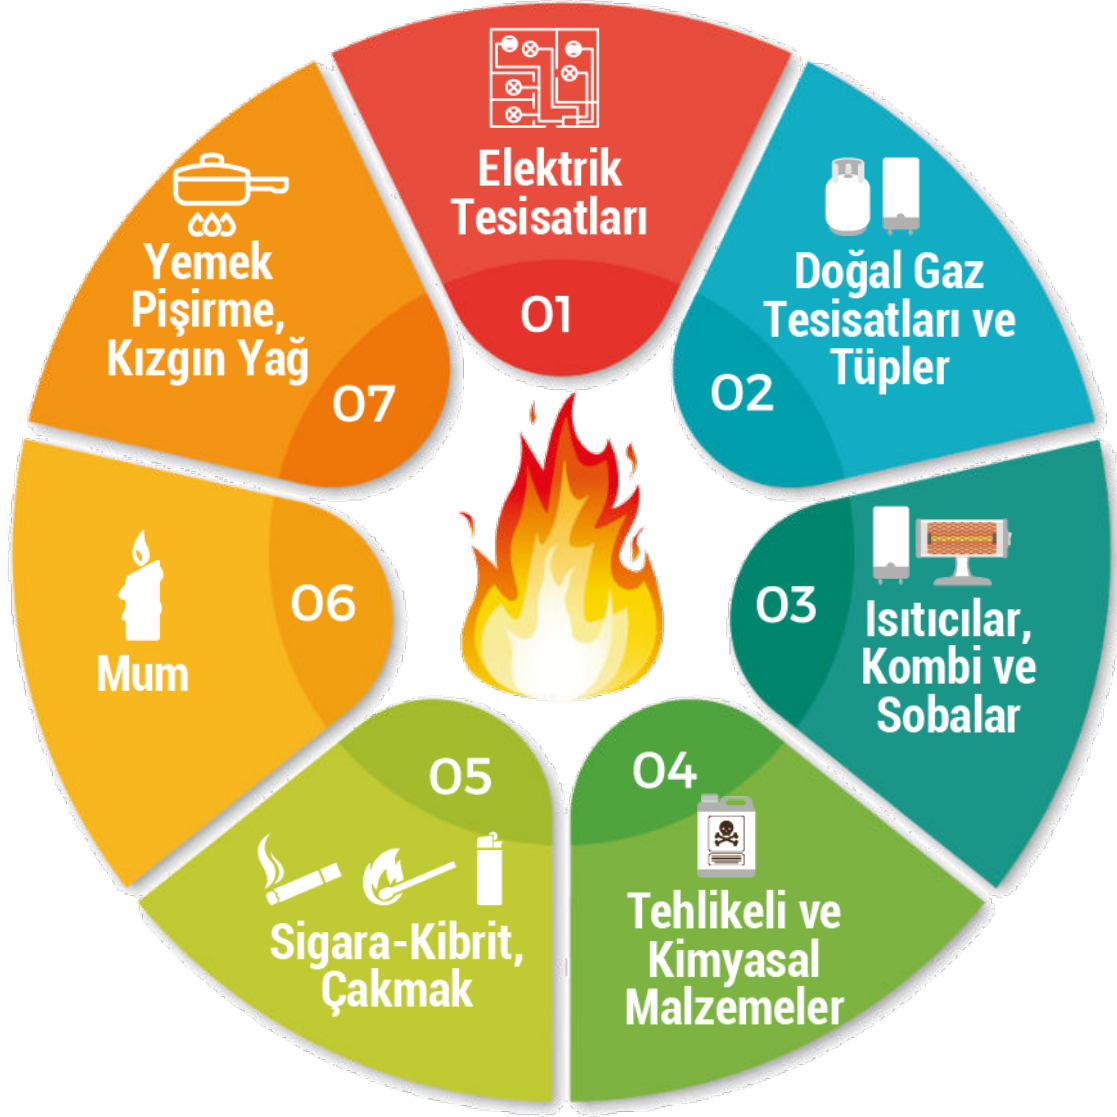 Elektrik
Tesisatları
01
Doğal Gaz
Tesisatları ve
Tüpler
02
03
Isıtıcılar,
Kombi ve
Sobalar
04
Tehlikeli ve
Kimyasal
Malzemeler
05
Sigara-Kibrit,
Çakmak
06
Mum
Yemek
Pişirme,
Kızgın Yağ
07